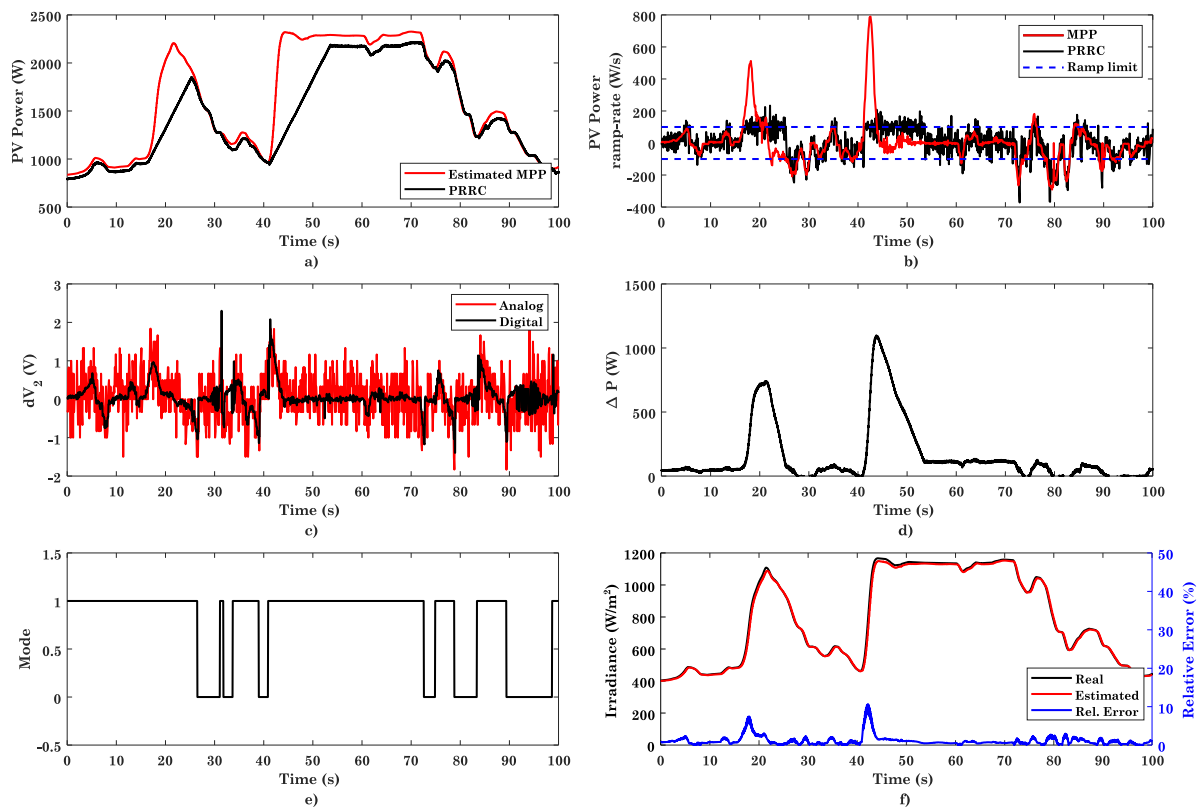 2500
2000
1500
1000
500
PV Power (W)
Estimated MPP
PRRC
0 10 20 30 40 50 60 70 80 90 100
Time (s)
a)
800
600
400
200
0
-200
-400
PV Power
ramp-rate (W/s)
MPP
PRRC
Ramp limit
0 10 20 30 40 50 60 70 80 90 100
Time (s)
b)
3
2
1
0
-1
-2
dV2 (V)
Analog
Digital
0 10 20 30 40 50 60 70 80 90 100
Time (s)
c)
1500
1000
500
0
Δ P (W)
0 10 20 30 40 50 60 70 80 90 100
Time (s)
d)
1.5
1
0.5
0
-0.5
Mode
0 10 20 30 40 50 60 70 80 90 100
Time (s)
e)
1200
1000
800
600
400
200
0
Irradiance (W/m²)
50
40
30
20
10
0
Relative Error (%)
Real
Estimated
Rel. Error
0 10 20 30 40 50 60 70 80 90 100
Time (s)
f)